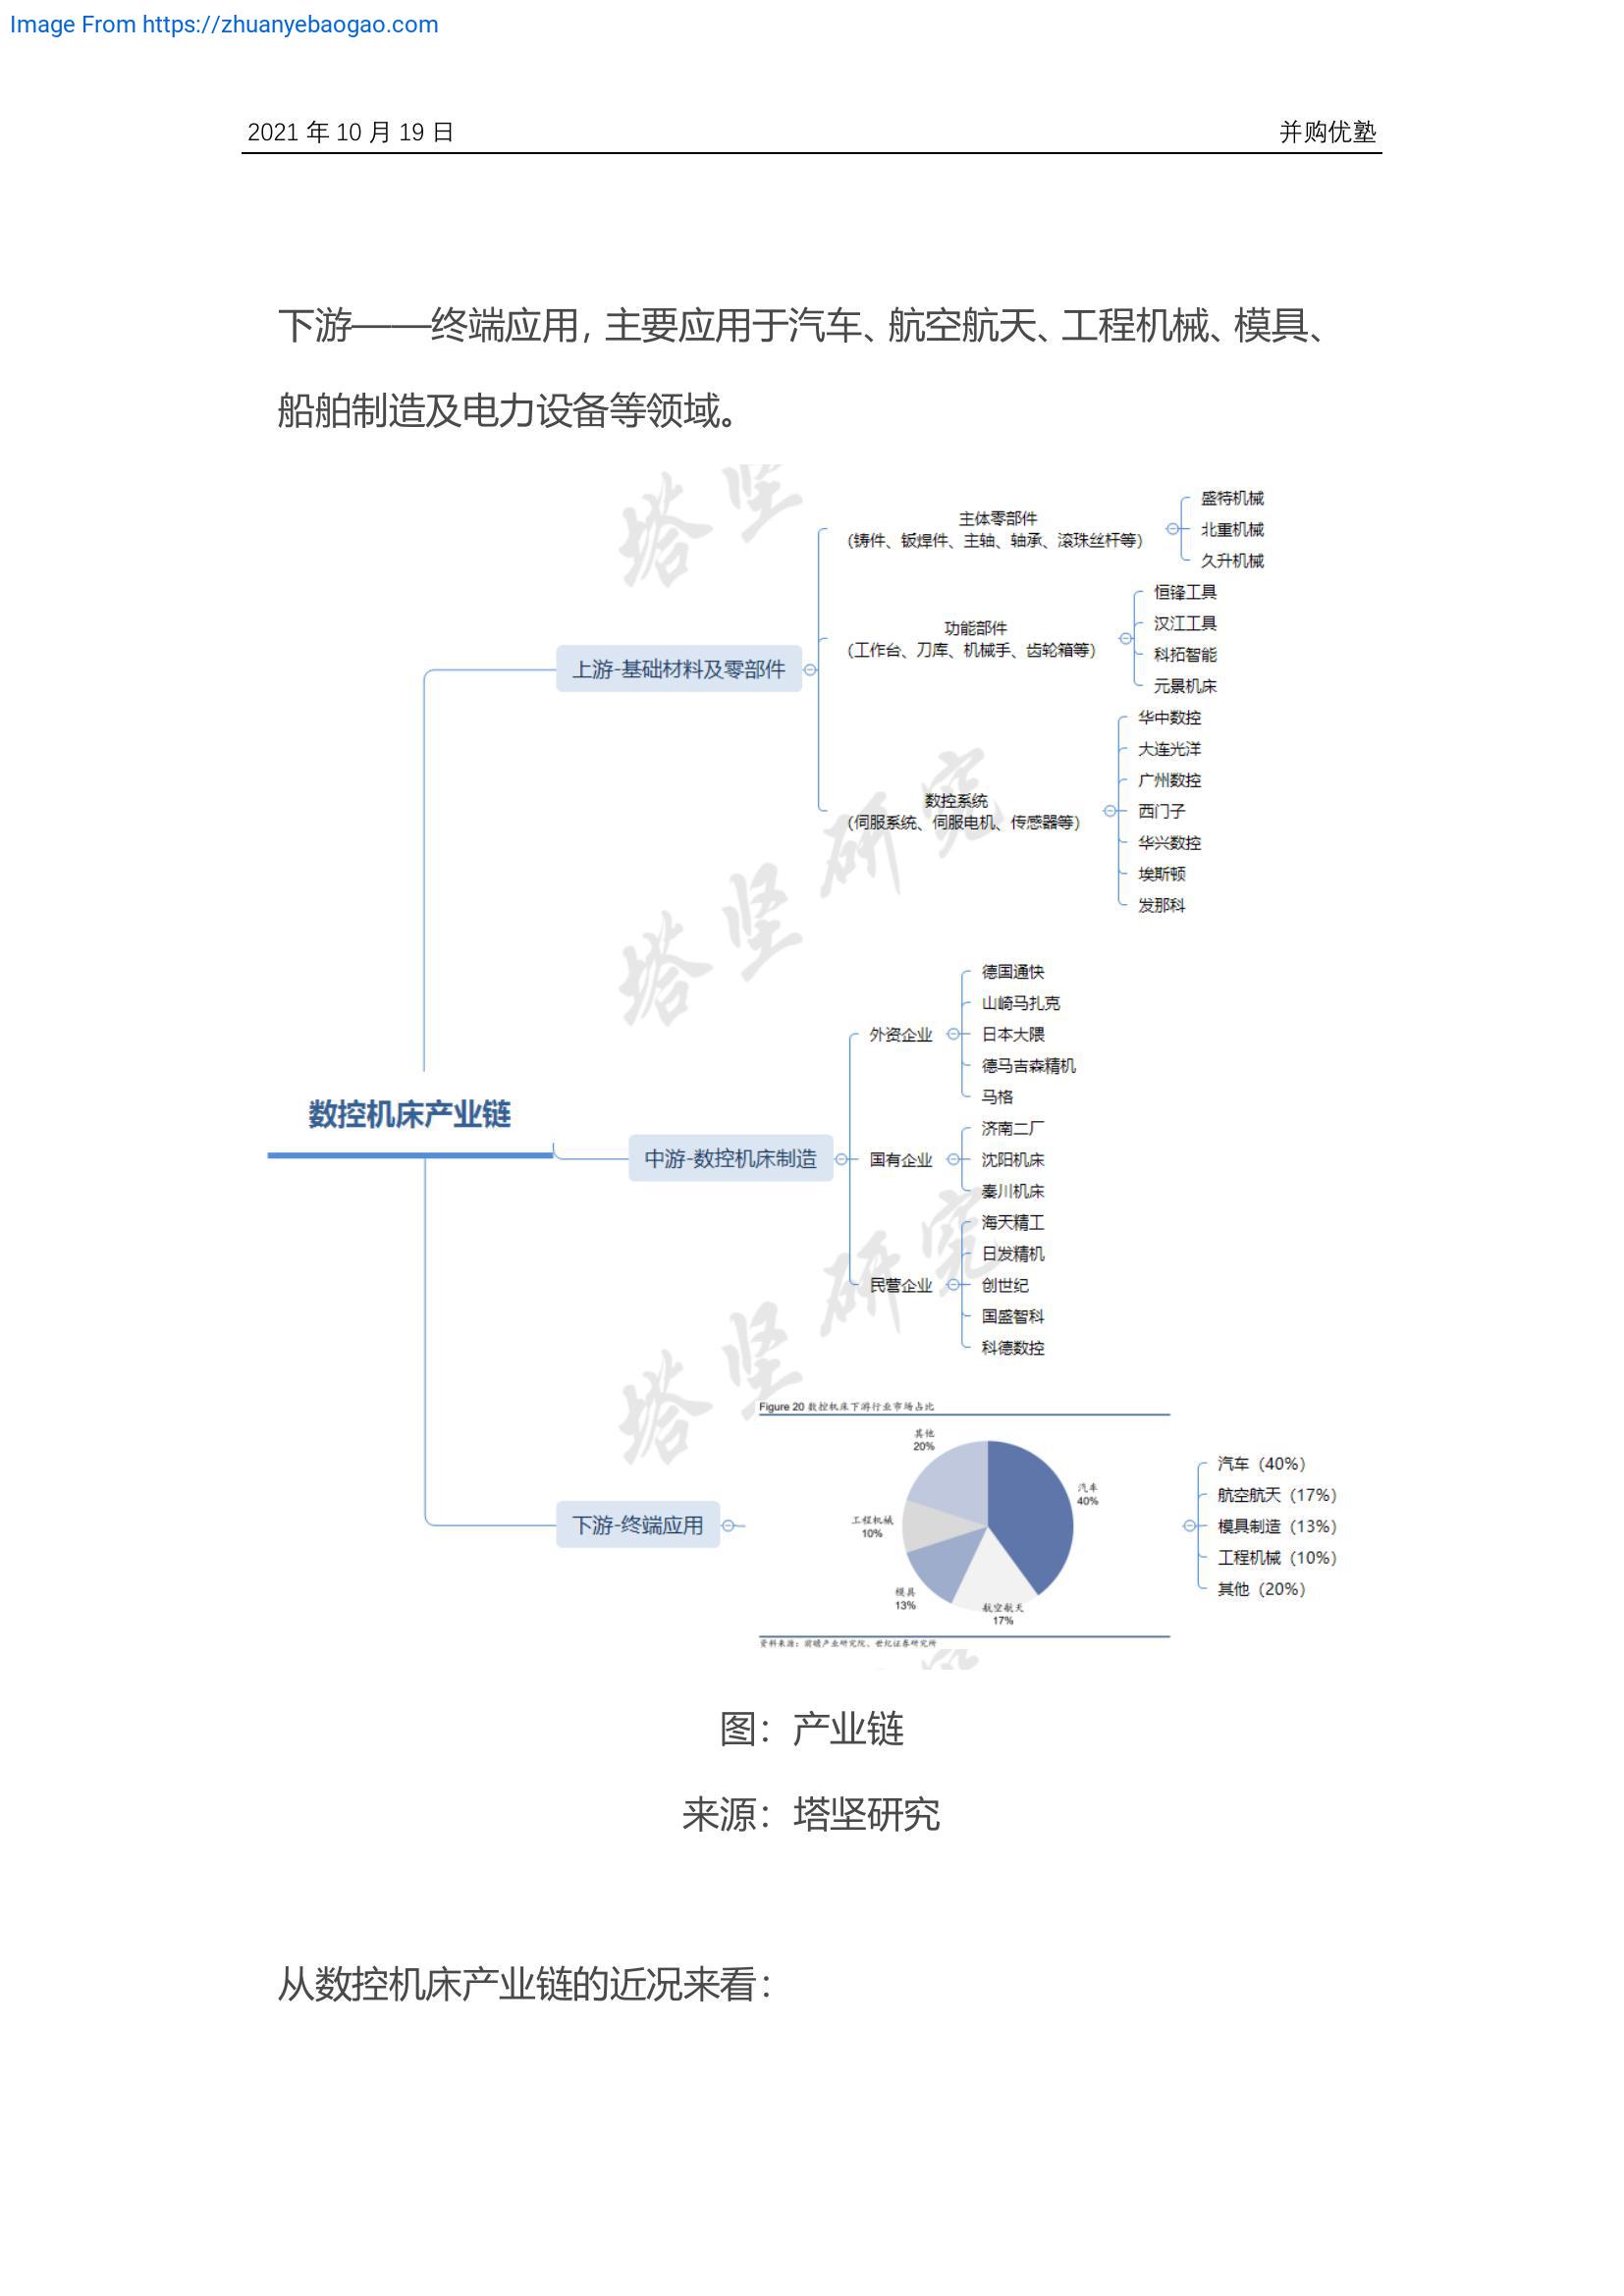 Image From https://zhuanyebaogao.com
2021 年 10 月 19 日
并购优塾
下游——终端应用, 主要应用于汽车、航空航天、工程机械、模具、
船舶制造及电力设备等领域。
塔坚
主体零部件
（铸件、钣焊件、主轴、轴承、滚珠丝杆等）
盛特机械
北重机械
久升机械
功能部件
（工作台、刀库、机械手、齿轮箱等）
恒锋工具
汉江工具
科拓智能
元景机床
上游-基础材料及零部件
数控系统
（伺服系统、伺服电机、传感器等）
华中数控
大连光洋
广州数控
西门子
华兴数控
埃斯顿
发那科
塔坚研究
数控机床产业链
中游-数控机床制造
外资企业
德国通快
山崎马扎克
日本大隈
德马吉森精机
马格
国有企业
济南二厂
沈阳机床
秦川机床
民营企业
海天精工
日发精机
创世纪
国盛智科
科德数控
塔坚研究
下游-终端应用
Figure 20 数控机床下游行业市场占比
其他
20%
汽车
40%
工程机械
10%
模具
13%
航空航天
17%
资料来源：前瞻产业研究院、世纪证券研究所
汽车（40%）
航空航天（17%）
模具制造（13%）
工程机械（10%）
其他（20%）
图：产业链
来源：塔坚研究
从数控机床产业链的近况来看：